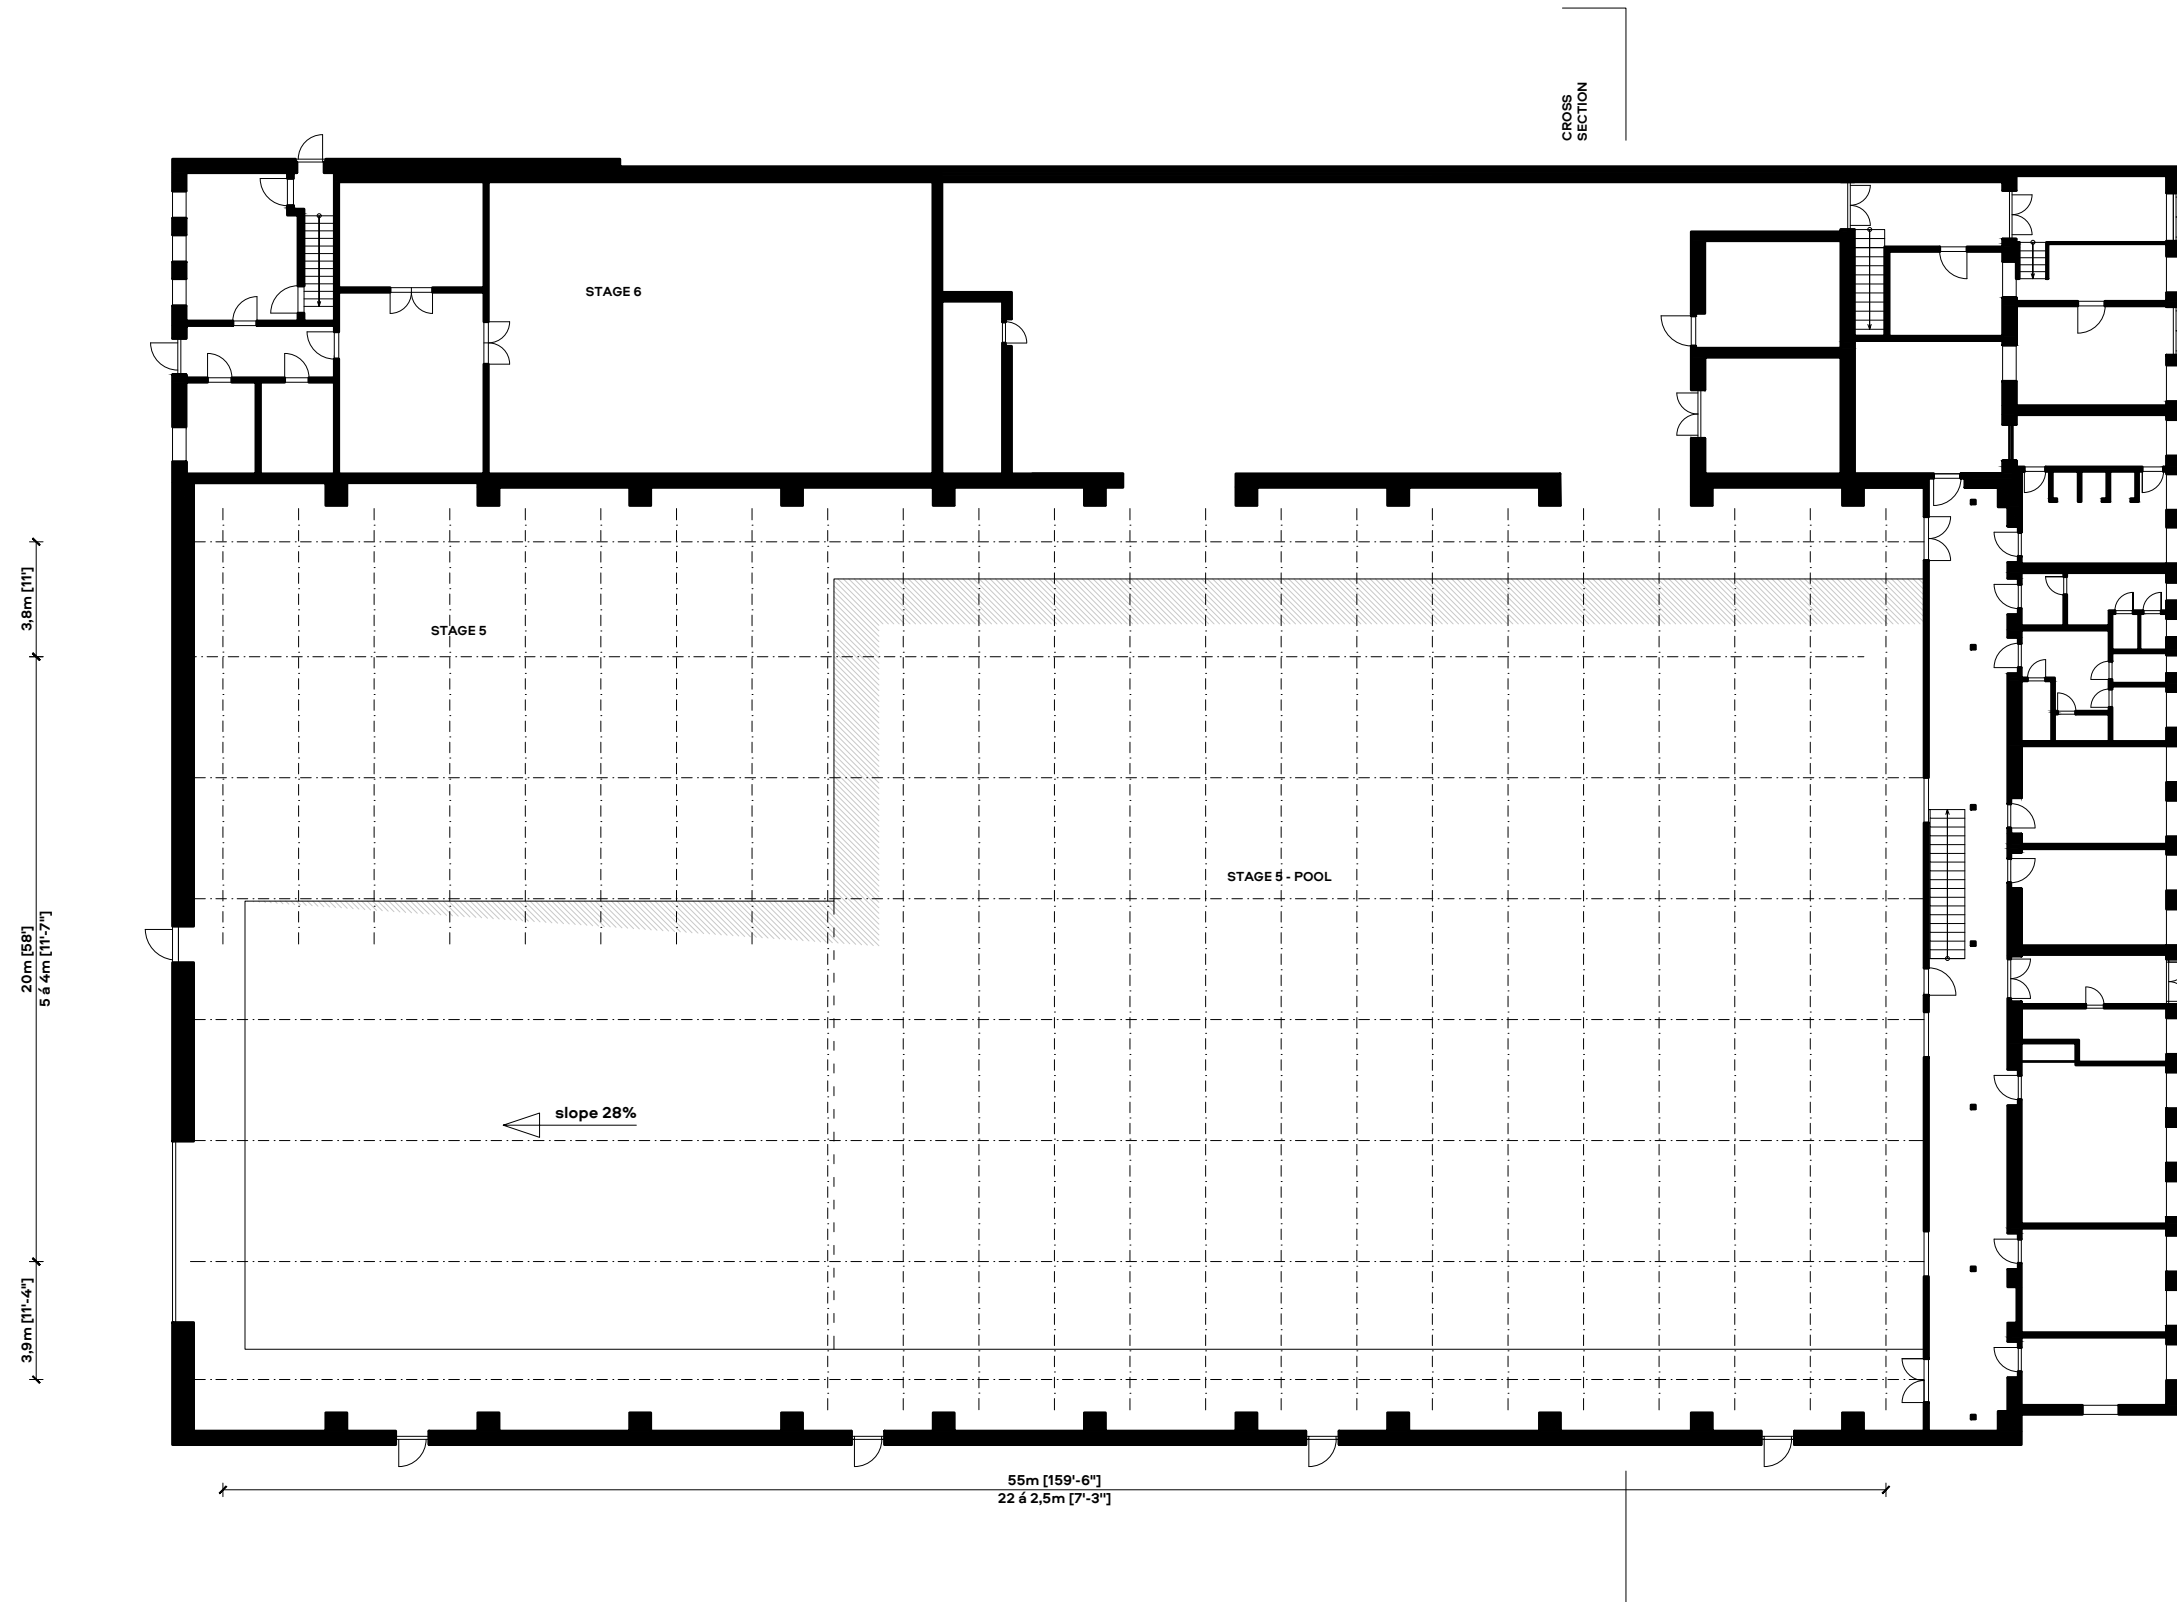 CROSS
SECTION
STAGE 6
3,8m [11']
STAGE 5
STAGE 5 - POOL
20m [58']
5 á 4m [11'-7"]
slope 28%
3,9m [11'-4"]
55m [159'-6"]
22 á 2,5m [7'-3"]